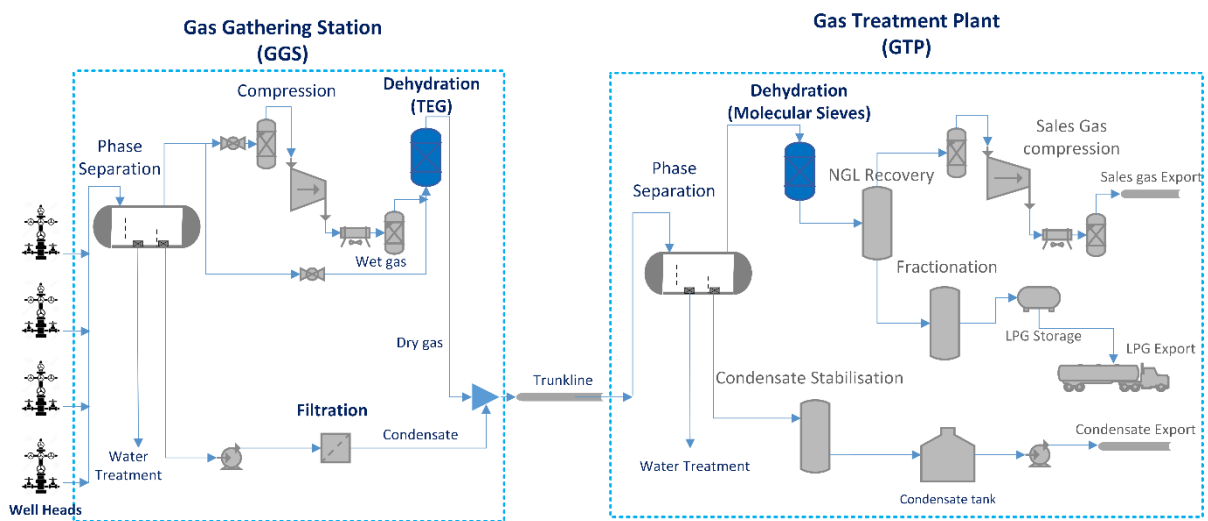 Gas Gathering Station
(GGS)
Gas Treatment Plant
(GTP)
Compression
Dehydration
(TEG)
Phase
Separation
Wet gas
Dry gas
Filtration
Condensate
Water
Treatment
Well Heads
Trunkline
Dehydration
(Molecular Sieves)
Phase
Separation
NGL Recovery
Sales Gas
compression
Sales gas Export
Fractionation
LPG Storage
LPG Export
Condensate Stabilisation
Water Treatment
Condensate tank
Condensate Export